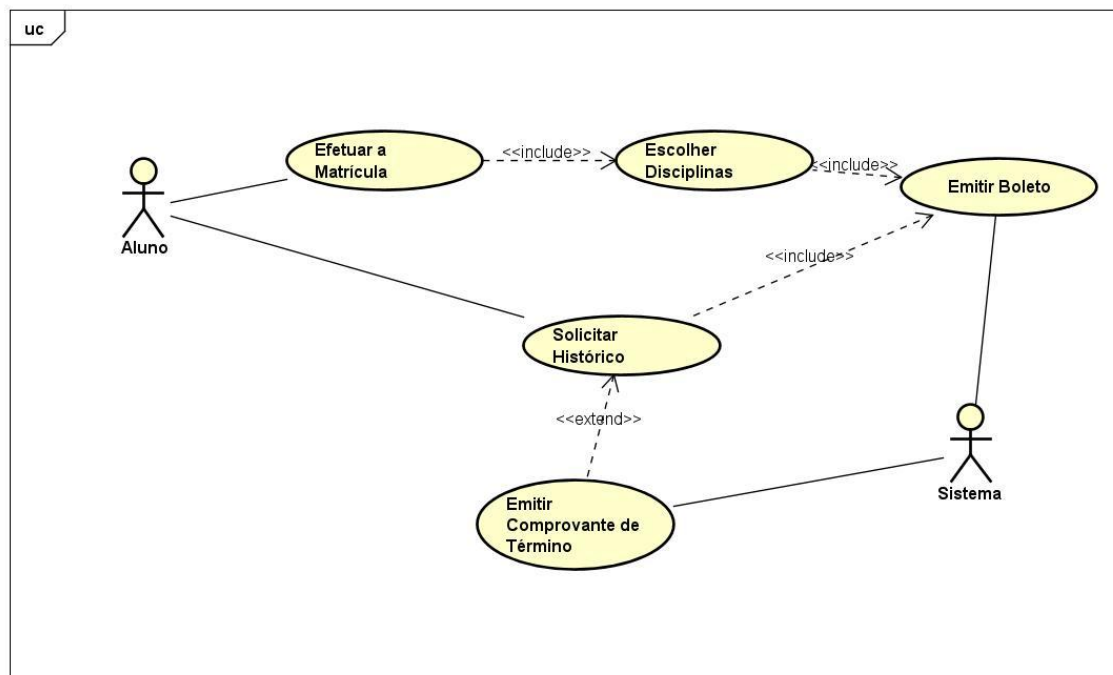 uc
Efetuar a
Matrícula
<<include>>
Escolher
Disciplinas
<<include>>
Emitir Boleto
Aluno
<<include>>
Solicitar
Histórico
<<extend>>
Emitir
Comprovante de
Término
Sistema